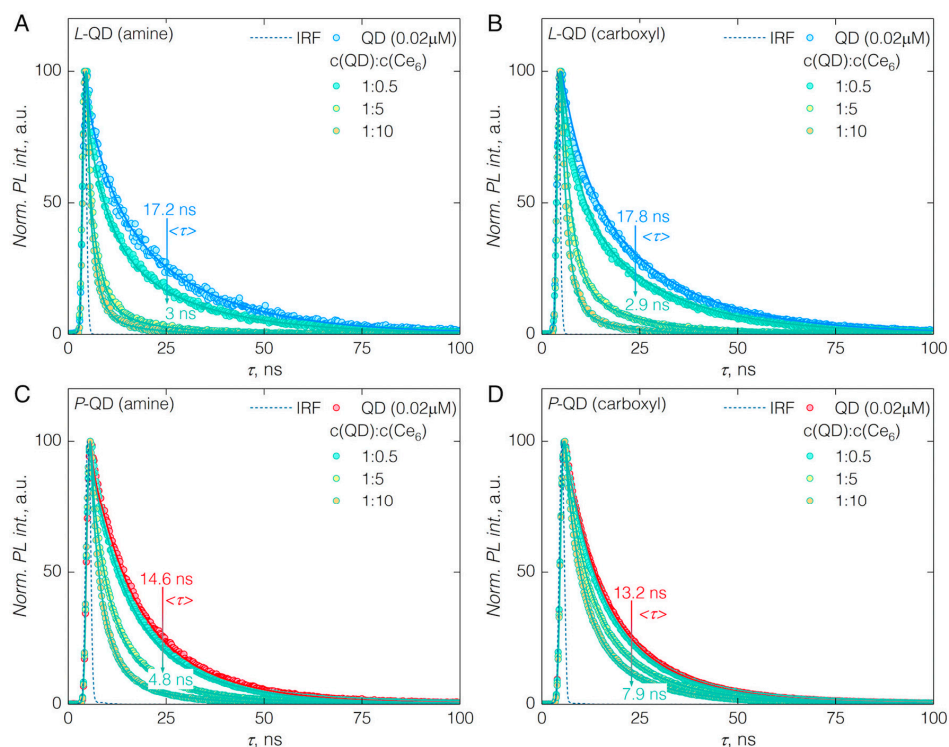 A
L-QD (amine)
IRF QD (0.02µM)
c(QD):c(Ce₆)
1:0.5
1:5
1:10
17.2 ns
<τ>
3 ns
100
50
0
0 25 50 75 100
Norm. PL int., a.u.
τ, ns
B
L-QD (carboxyl)
IRF QD (0.02µM)
c(QD):c(Ce₆)
1:0.5
1:5
1:10
17.8 ns
<τ>
2.9 ns
100
50
0
0 25 50 75 100
Norm. PL int., a.u.
τ, ns
C
P-QD (amine)
IRF QD (0.02µM)
c(QD):c(Ce₆)
1:0.5
1:5
1:10
14.6 ns
<τ>
4.8 ns
100
50
0
0 25 50 75 100
Norm. PL int., a.u.
τ, ns
D
P-QD (carboxyl)
IRF QD (0.02µM)
c(QD):c(Ce₆)
1:0.5
1:5
1:10
13.2 ns
<τ>
7.9 ns
100
50
0
0 25 50 75 100
Norm. PL int., a.u.
τ, ns